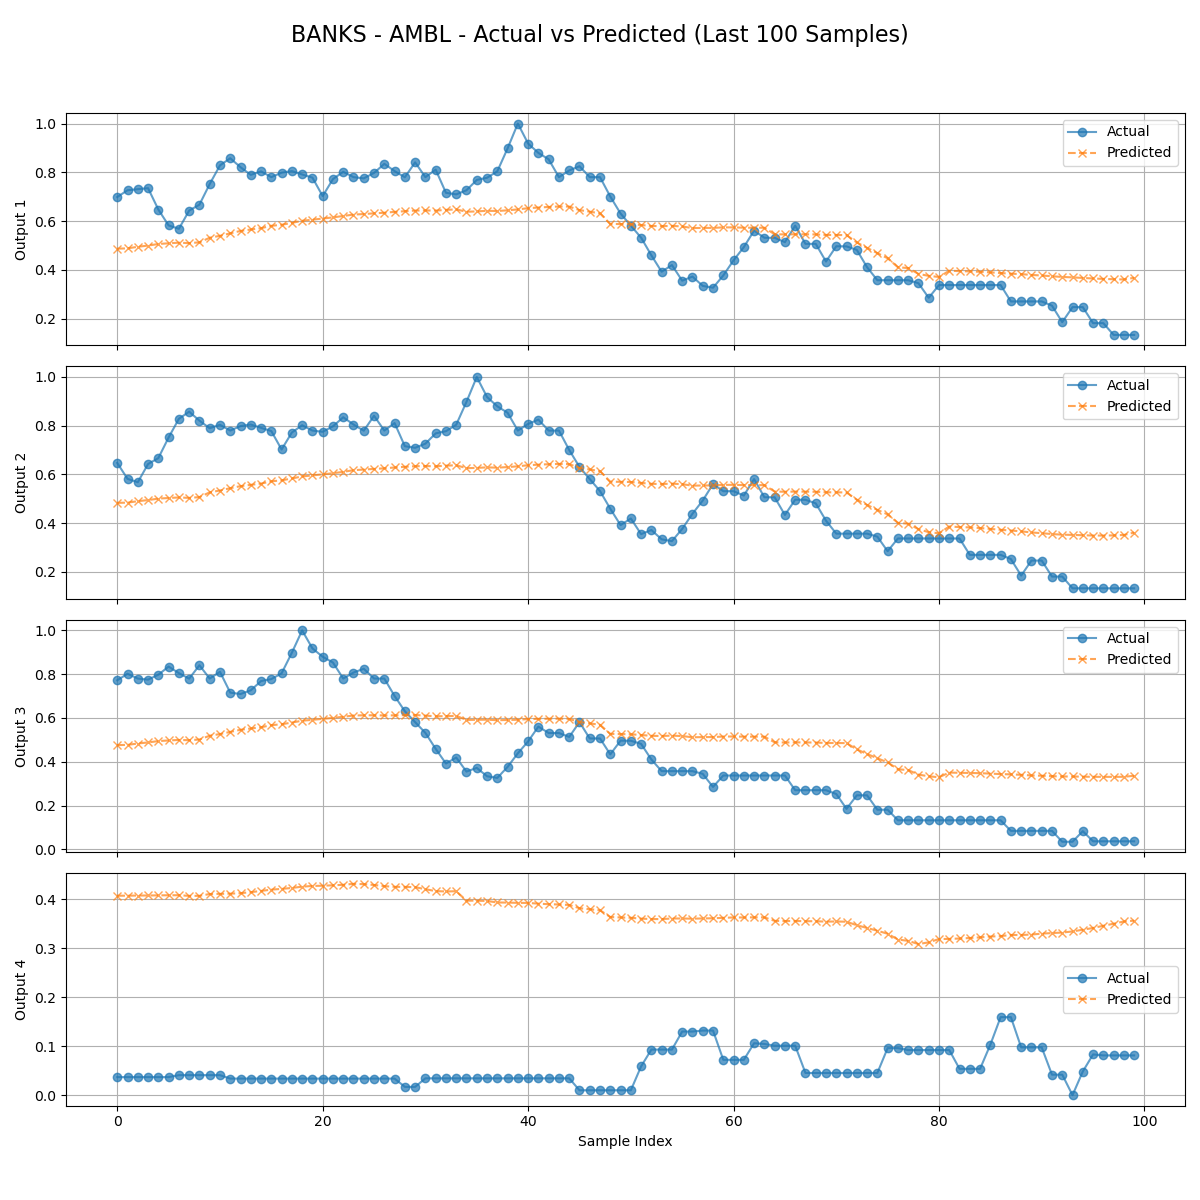 BANKS - AMBL - Actual vs Predicted (Last 100 Samples)
1.0
0.8
0.6
0.4
0.2
Output 1
Actual
Predicted
1.0
0.8
0.6
0.4
0.2
Output 2
Actual
Predicted
1.0
0.8
0.6
0.4
0.2
0.0
Output 3
Actual
Predicted
0.4
0.3
0.2
0.1
0.0
Output 4
Actual
Predicted
0 20 40 60 80 100
Sample Index